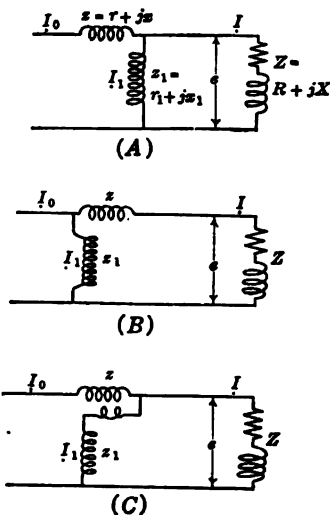 z = r + jx
I₀ I
I₁ z₁ = r₁ + jx₁ e Z = R + jX
(A)
z
I₀ I
I₁ z₁ e Z
(B)
z
I₀ I
I₁ z₁ e Z
(C)